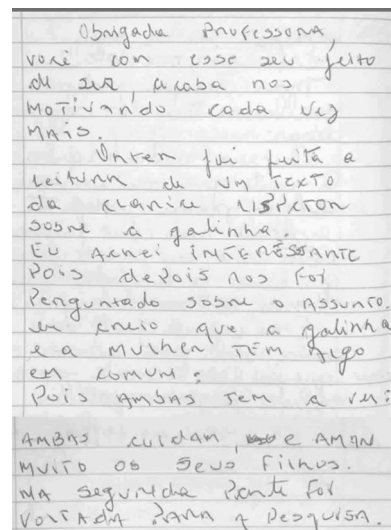 Obrigada Professora,
você com esse seu jeito
de ser, acaba nos
MOTIVANDO cada vez
MAIS.
Ontem foi feita a
Leitura de um TEXTO
da CLARICE LISPECTOR
sobre a galinha.
EU Achei INTERESSANTE
Pois depois nos foi
Perguntado sobre o ASSUNTO
eu creio que a galinha
e a MULHER TEM Algo
em comum:
Pois AMBAS TEM a ver:
AMBAS cuidam, e AMAN
MUITO os Seus Filhos.
NA segunda Parte foi
VOLTADA PARA A PESQUISA